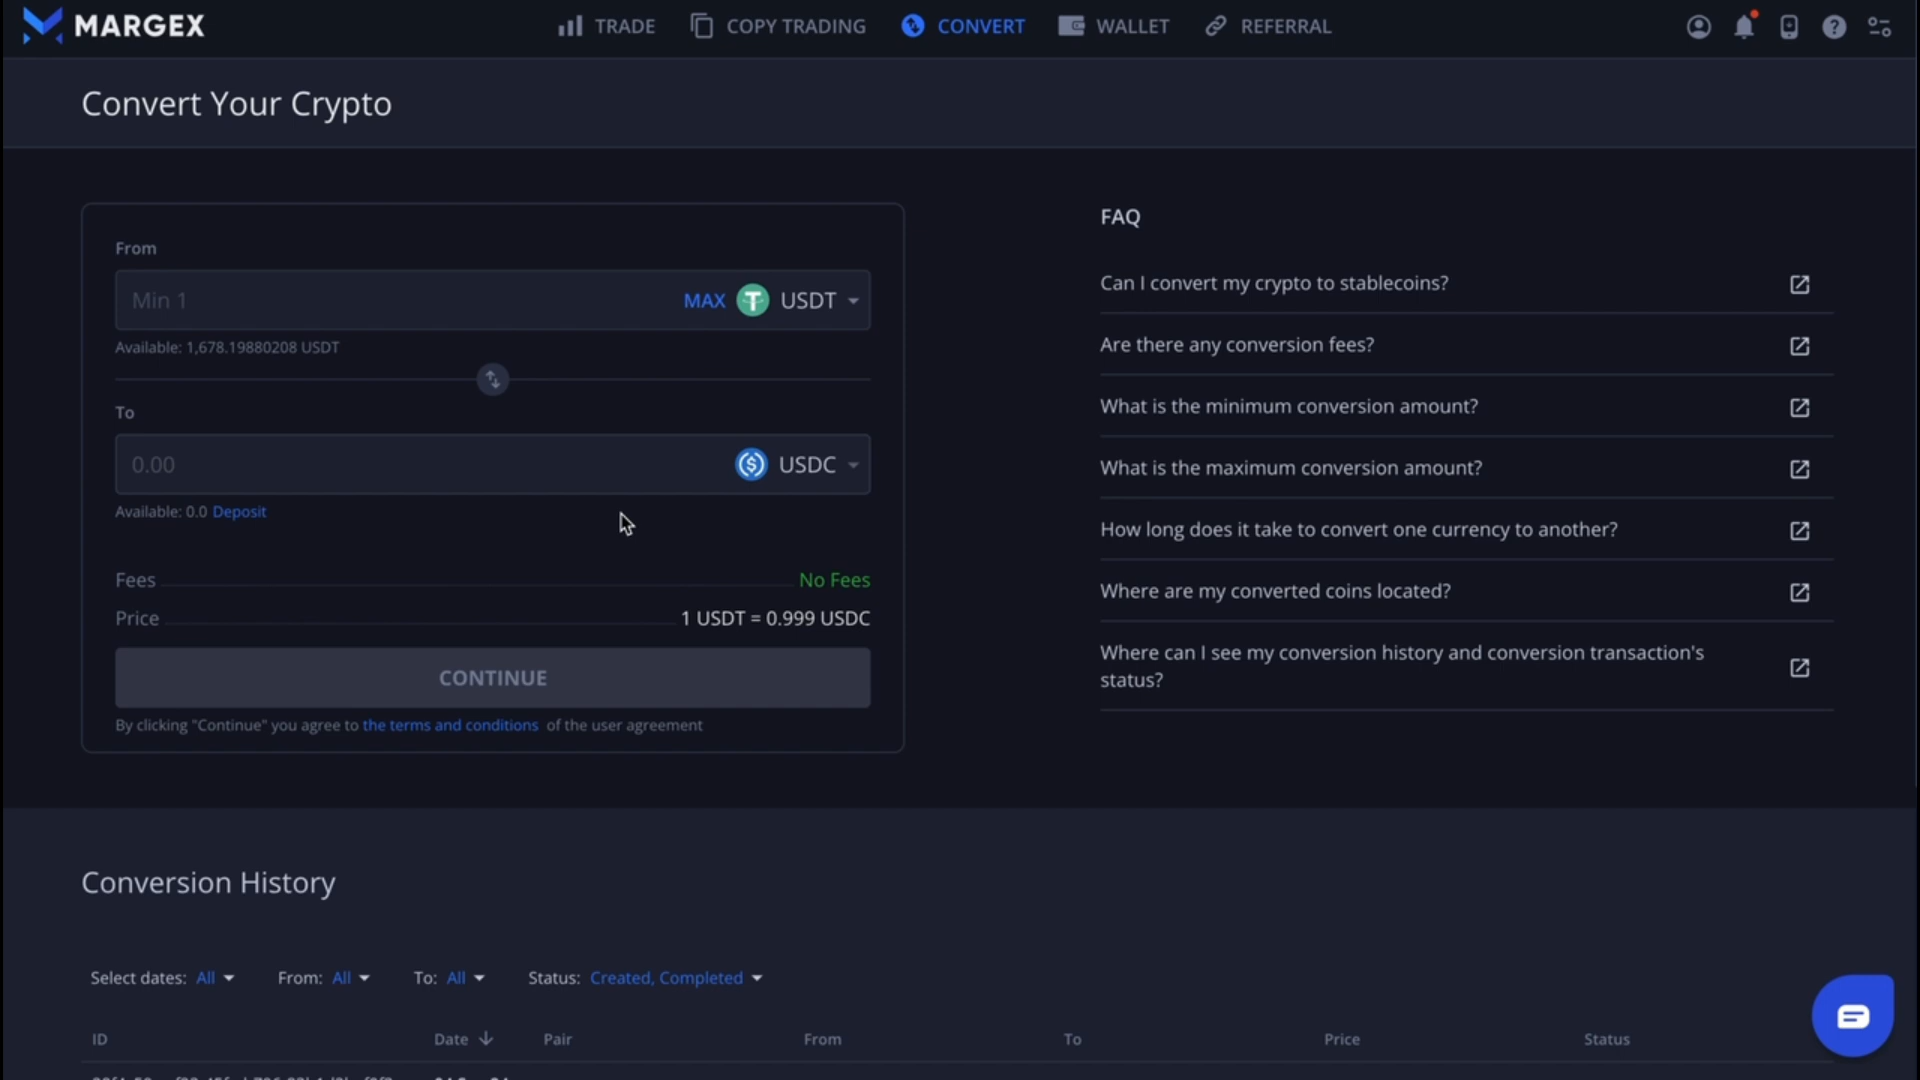 MARGEX
TRADE
COPY TRADING
CONVERT
WALLET
REFERRAL
Convert Your Crypto
From
Min 1
MAX
USDT
Available: 1,678.19880208 USDT
To
0.00
USDC
Available: 0.0 Deposit
Fees
No Fees
Price
1 USDT = 0.999 USDC
CONTINUE
By clicking "Continue" you agree to the terms and conditions of the user agreement
FAQ
Can I convert my crypto to stablecoins?
Are there any conversion fees?
What is the minimum conversion amount?
What is the maximum conversion amount?
How long does it take to convert one currency to another?
Where are my converted coins located?
Where can I see my conversion history and conversion transaction's
status?
Conversion History
Select dates: All
From: All
To: All
Status: Created, Completed
ID
Date
Pair
From
To
Price
Status